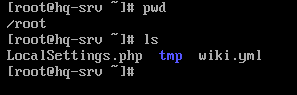 [root@hq-srv ~]# pwd
/root
[root@hq-srv ~]# ls
LocalSettings.php  tmp  wiki.yml
[root@hq-srv ~]#